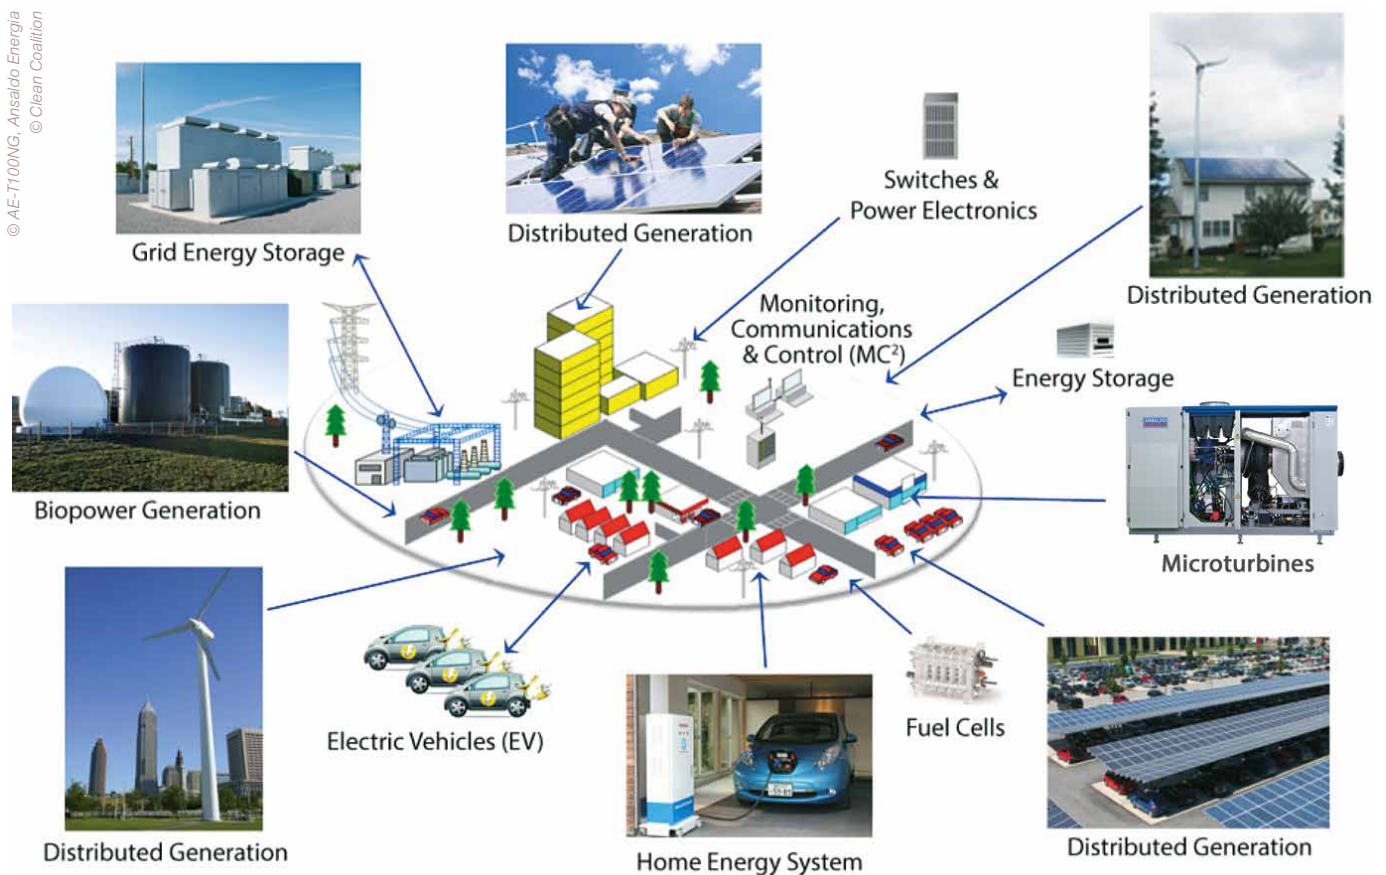 © AE-T100NG, Ansaldo Energia
© Clean Coalition
Grid Energy Storage
Distributed Generation
Switches &
Power Electronics
Distributed Generation
Monitoring,
Communications
& Control (MC²)
Energy Storage
Biopower Generation
Microturbines
Electric Vehicles (EV)
Fuel Cells
Distributed Generation
Home Energy System
Distributed Generation